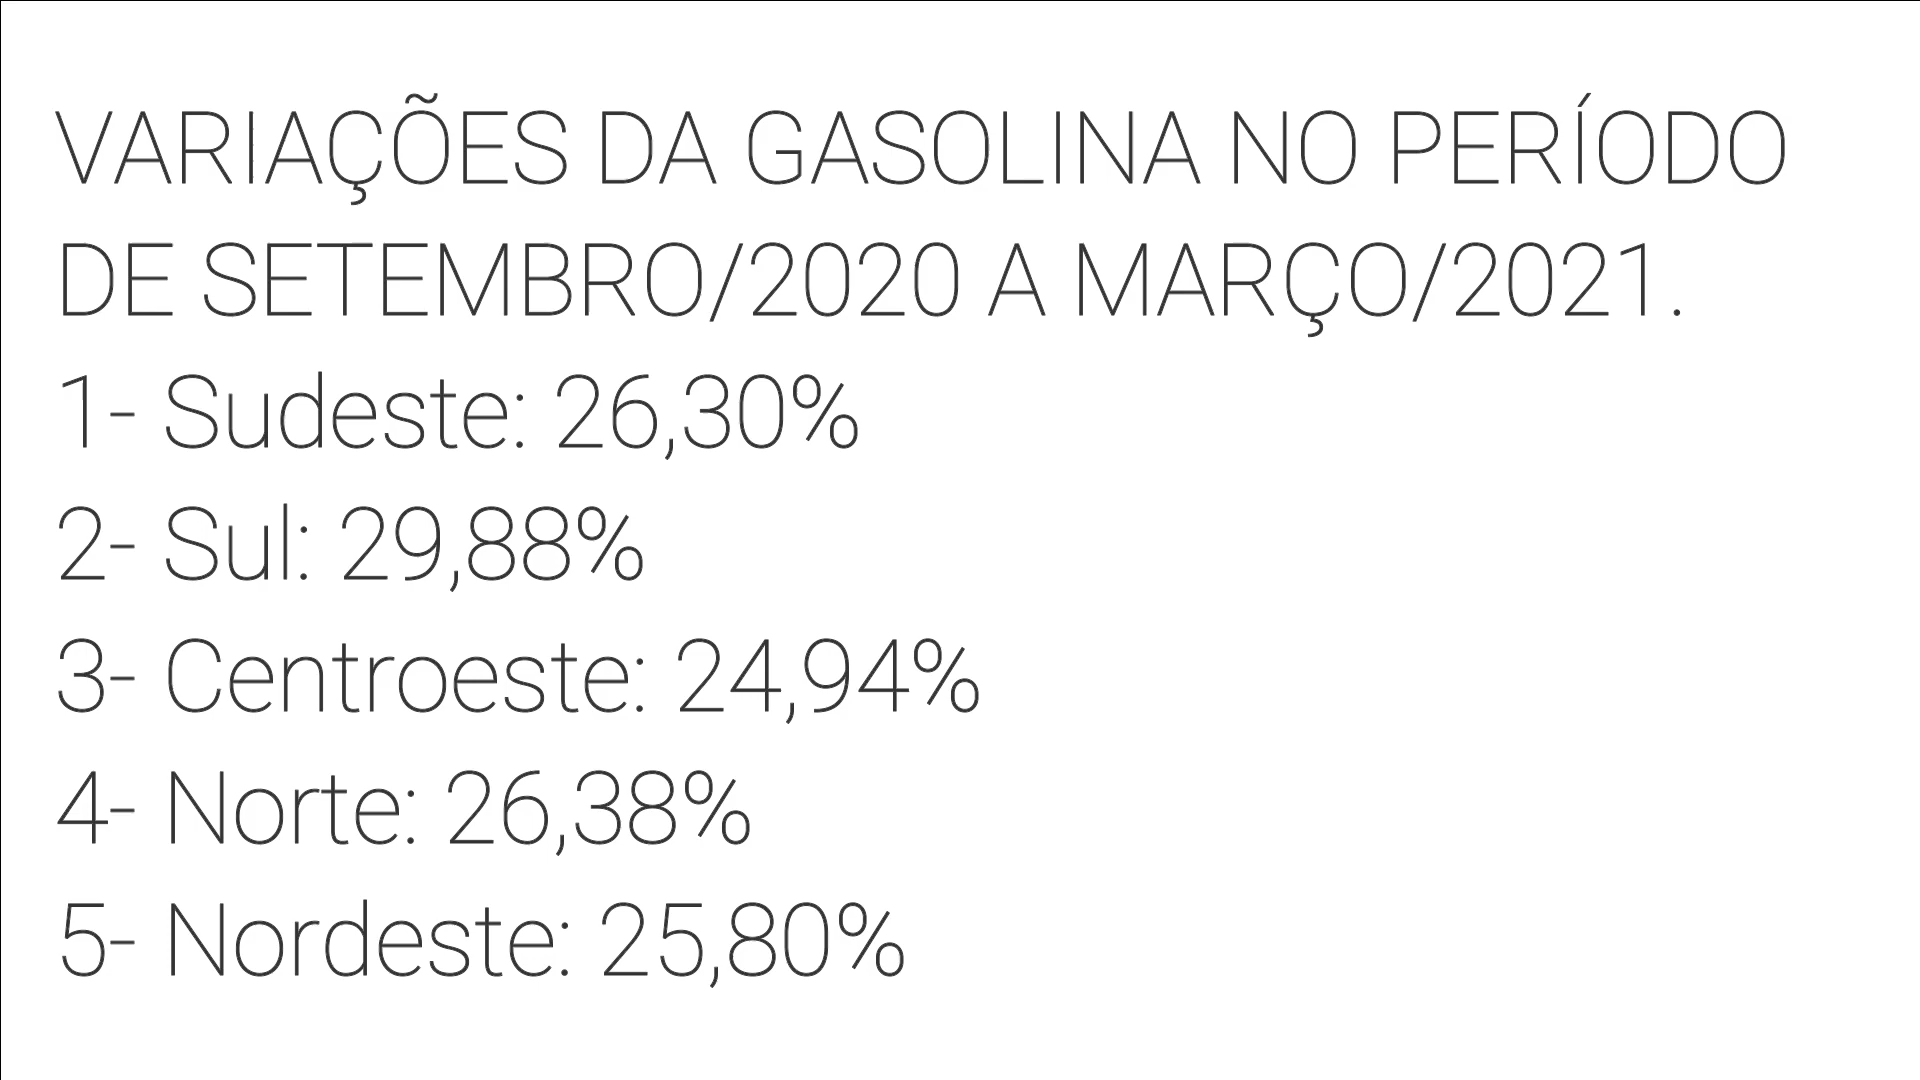 VARIAÇÕES DA GASOLINA NO PERÍODO
DE SETEMBRO/2020 A MARÇO/2021.
1- Sudeste: 26,30%
2- Sul: 29,88%
3- Centroeste: 24,94%
4- Norte: 26,38%
5- Nordeste: 25,80%